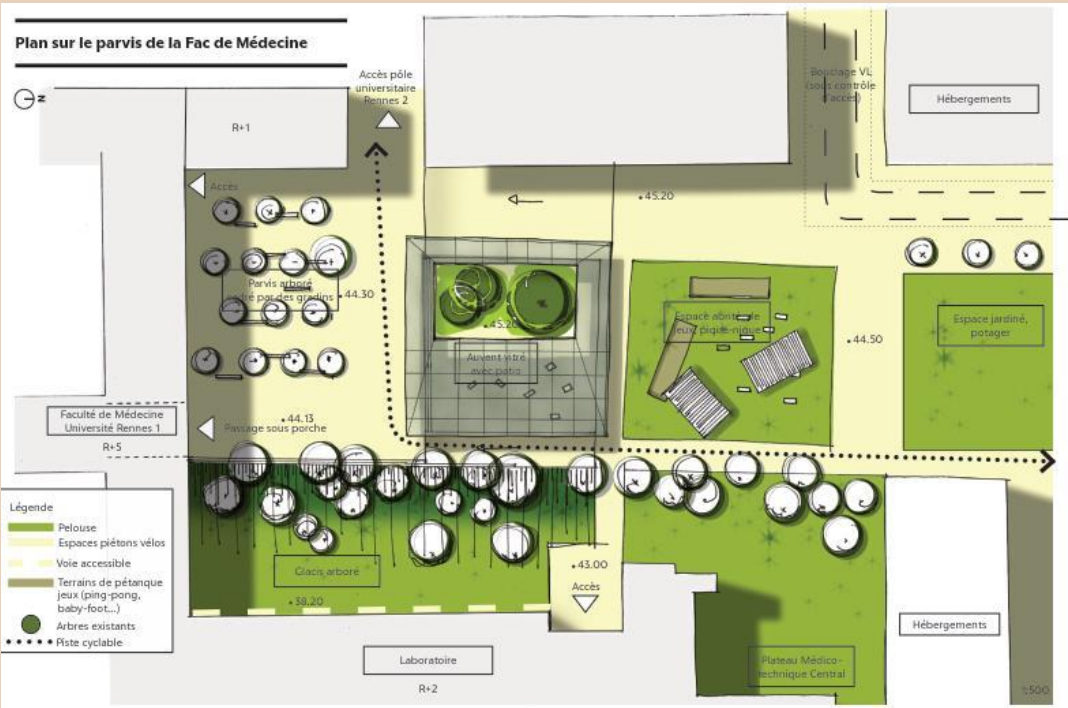 Plan sur le parvis de la Fac de Médecine
N
Accès pôle
universitaire
Rennes 2
Bouclage VL
(sous contrôle
d'accès)
Hébergements
R+1
Accès
45.20
Parvis arboré
cadré par des gradins
44.30
45.20
Auvent vitré
avec patio
Espace abrité de
jeux, pique-nique
44.50
Espace jardiné,
potager
Faculté de Médecine
Université Rennes 1
R+5
44.13
Passage sous porche
Légende
Pelouse
Espaces piétons vélos
Voie accessible
Terrains de pétanque
jeux (ping-pong,
baby-foot...)
Arbres existants
Piste cyclable
Glacis arboré
38.20
43.00
Accès
Laboratoire
R+2
Plateau Médico-
technique Central
Hébergements
1:500